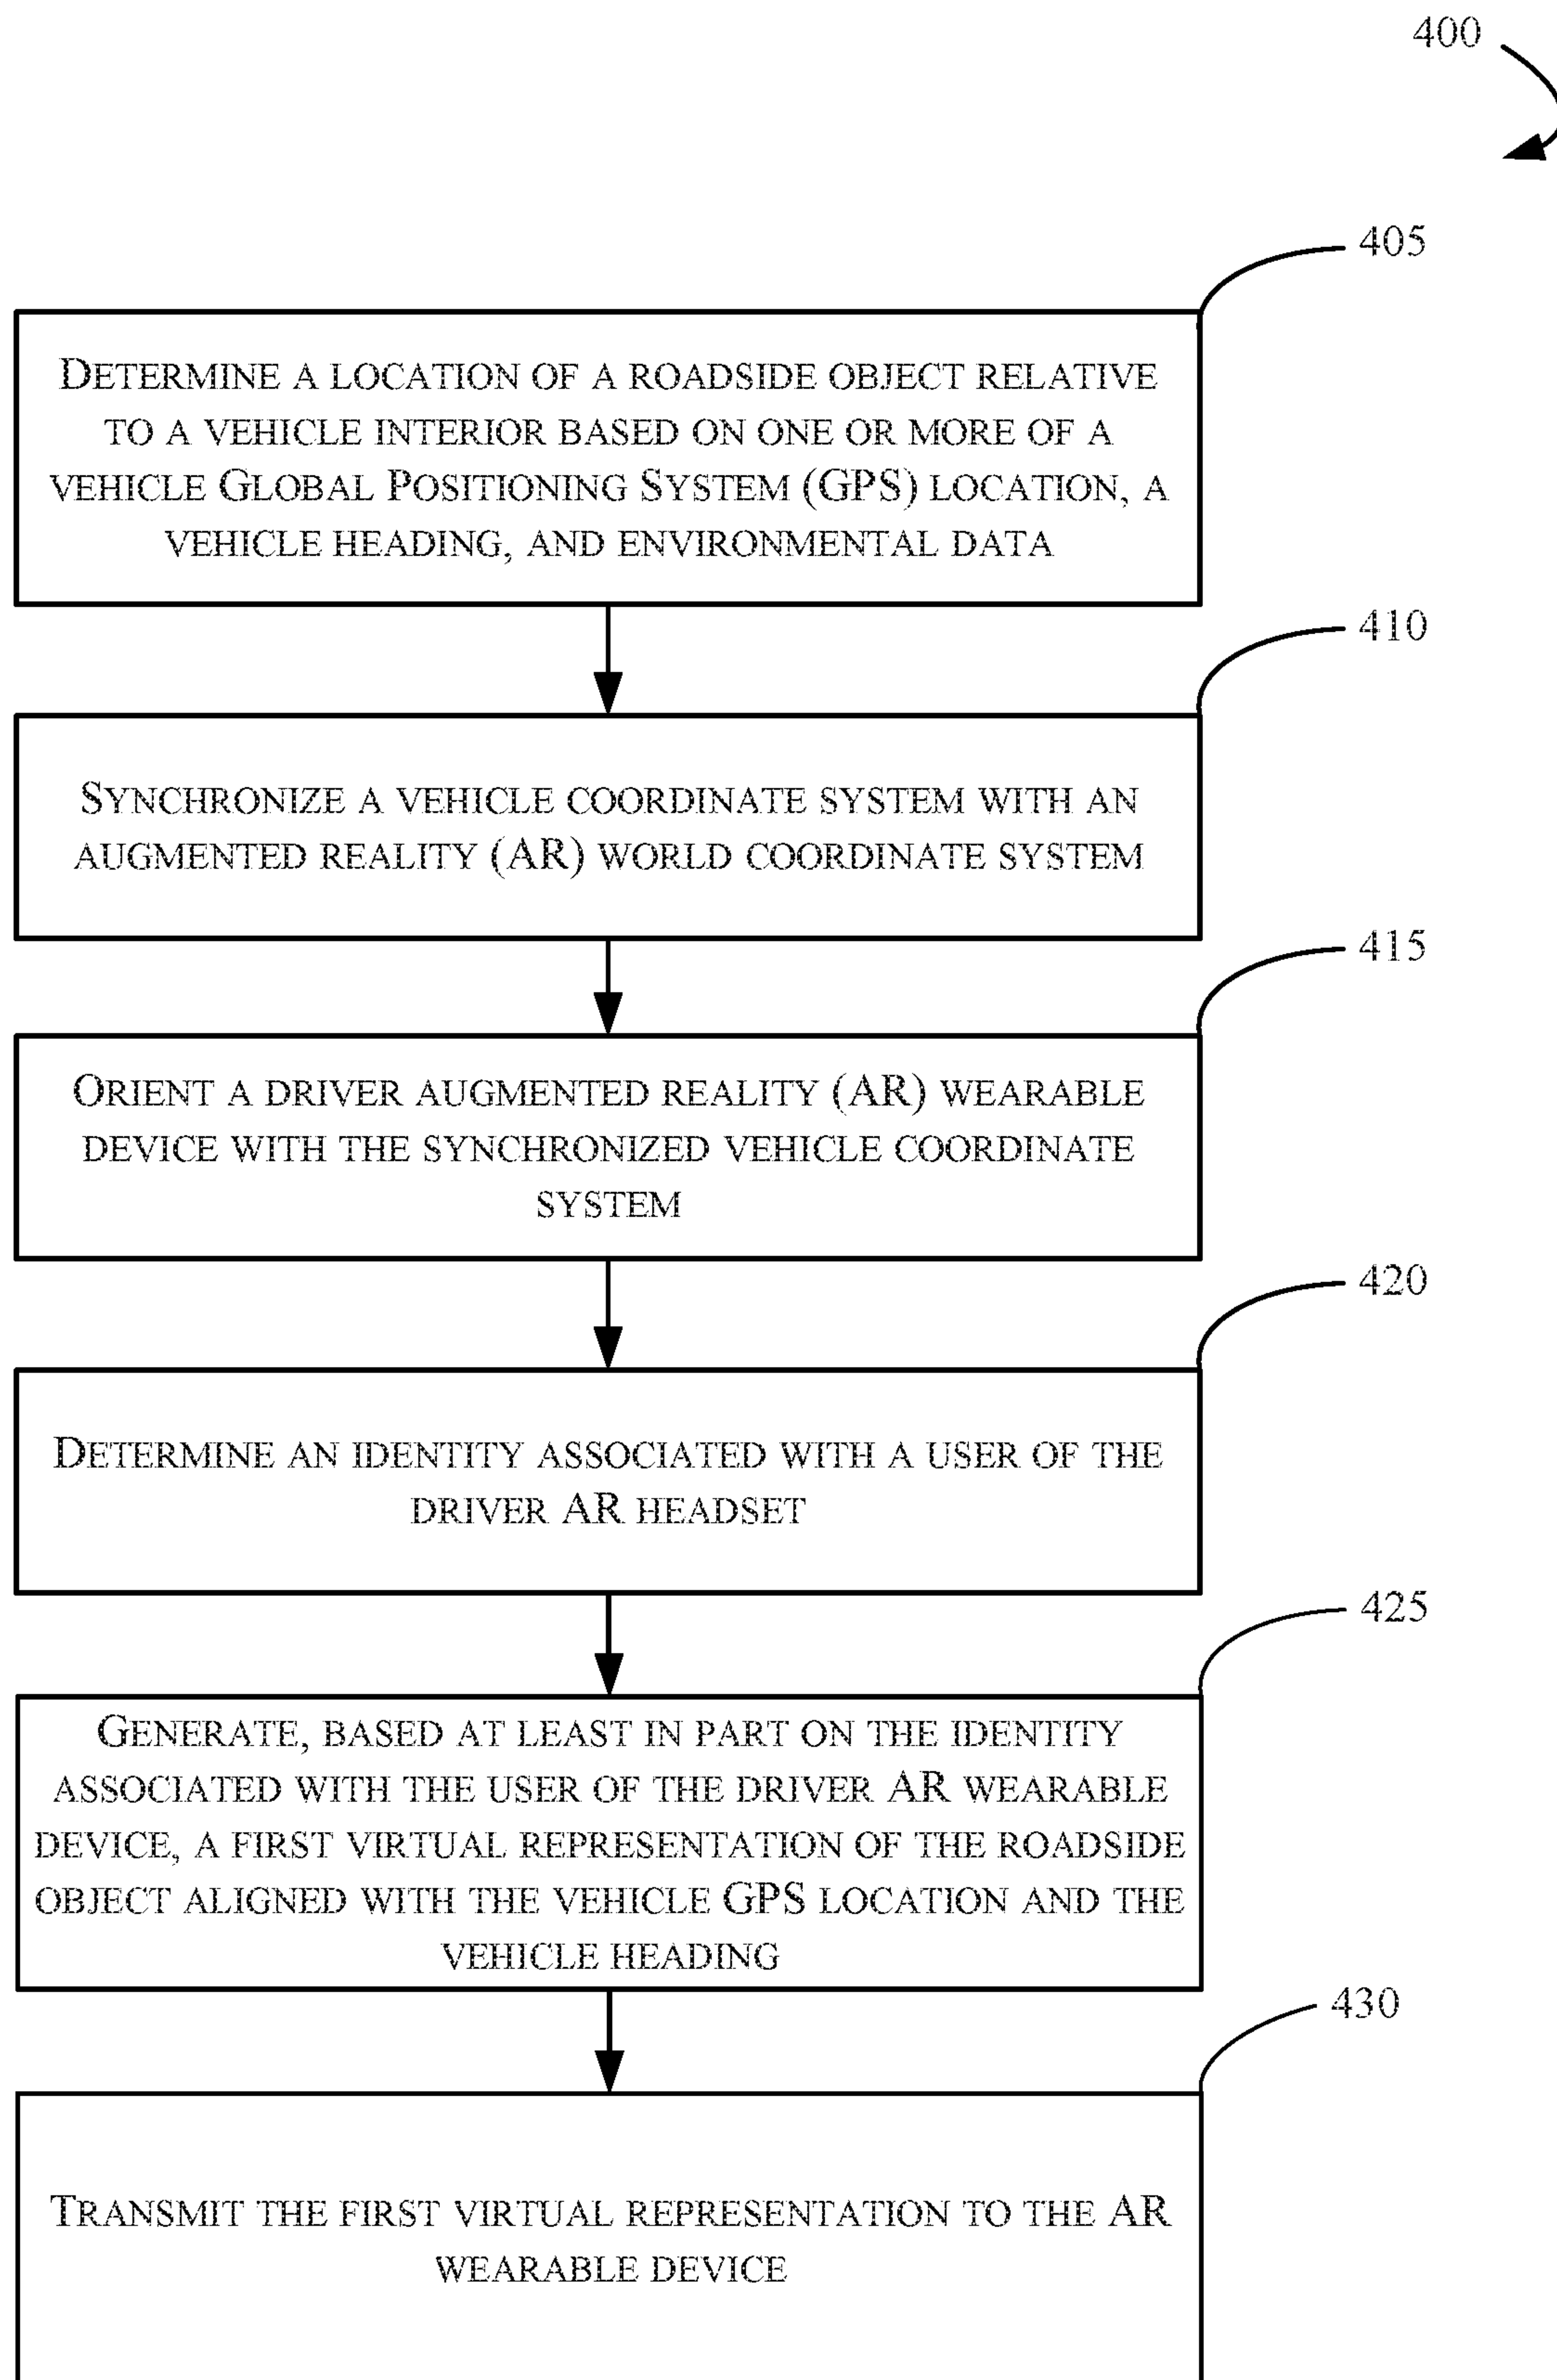 400
405
DETERMINE A LOCATION OF A ROADSIDE OBJECT RELATIVE
TO A VEHICLE INTERIOR BASED ON ONE OR MORE OF A
VEHICLE GLOBAL POSITIONING SYSTEM (GPS) LOCATION, A
VEHICLE HEADING, AND ENVIRONMENTAL DATA
410
SYNCHRONIZE A VEHICLE COORDINATE SYSTEM WITH AN
AUGMENTED REALITY (AR) WORLD COORDINATE SYSTEM
415
ORIENT A DRIVER AUGMENTED REALITY (AR) WEARABLE
DEVICE WITH THE SYNCHRONIZED VEHICLE COORDINATE
SYSTEM
420
DETERMINE AN IDENTITY ASSOCIATED WITH A USER OF THE
DRIVER AR HEADSET
425
GENERATE, BASED AT LEAST IN PART ON THE IDENTITY
ASSOCIATED WITH THE USER OF THE DRIVER AR WEARABLE
DEVICE, A FIRST VIRTUAL REPRESENTATION OF THE ROADSIDE
OBJECT ALIGNED WITH THE VEHICLE GPS LOCATION AND THE
VEHICLE HEADING
430
TRANSMIT THE FIRST VIRTUAL REPRESENTATION TO THE AR
WEARABLE DEVICE